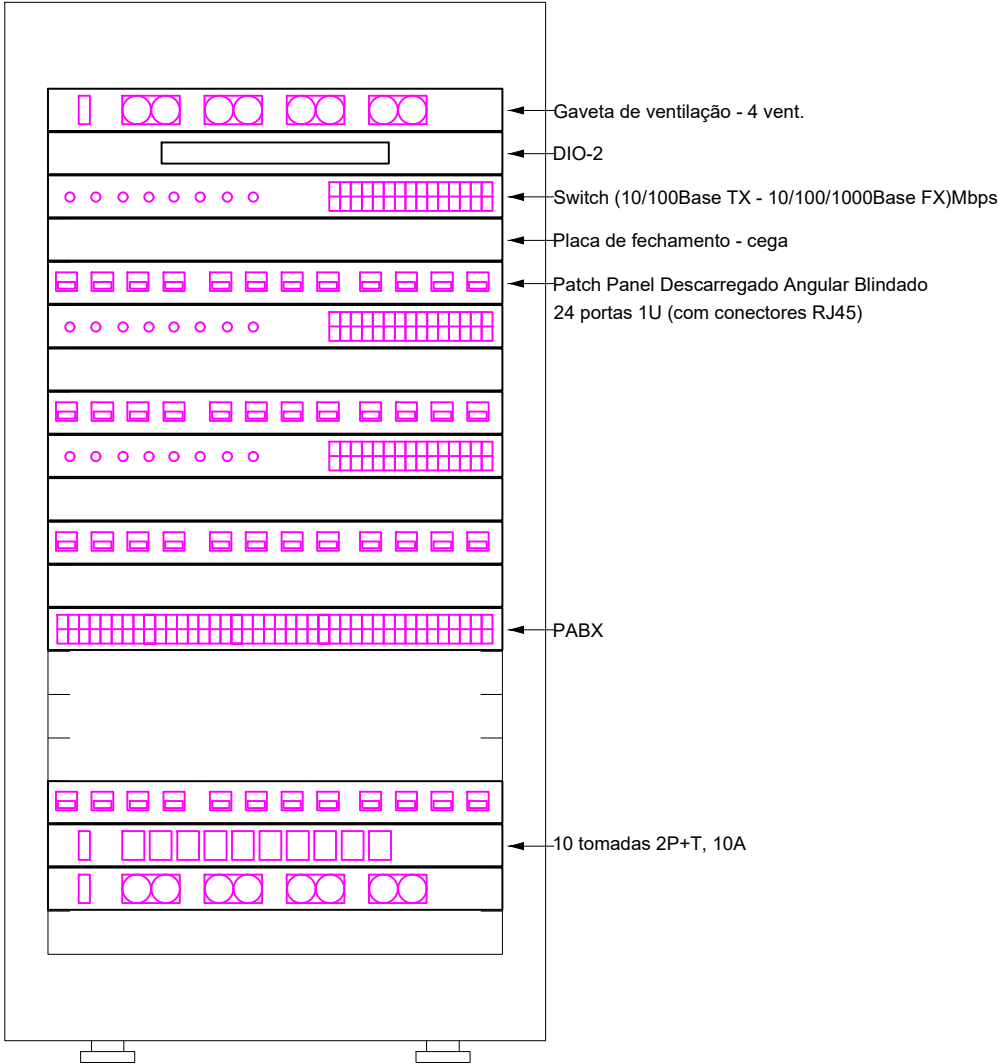 Gaveta de ventilação - 4 vent.
DIO-2
Switch (10/100Base TX - 10/100/1000Base FX)Mbps
Placa de fechamento - cega
Patch Panel Descarregado Angular Blindado
24 portas 1U (com conectores RJ45)
PABX
10 tomadas 2P+T, 10A